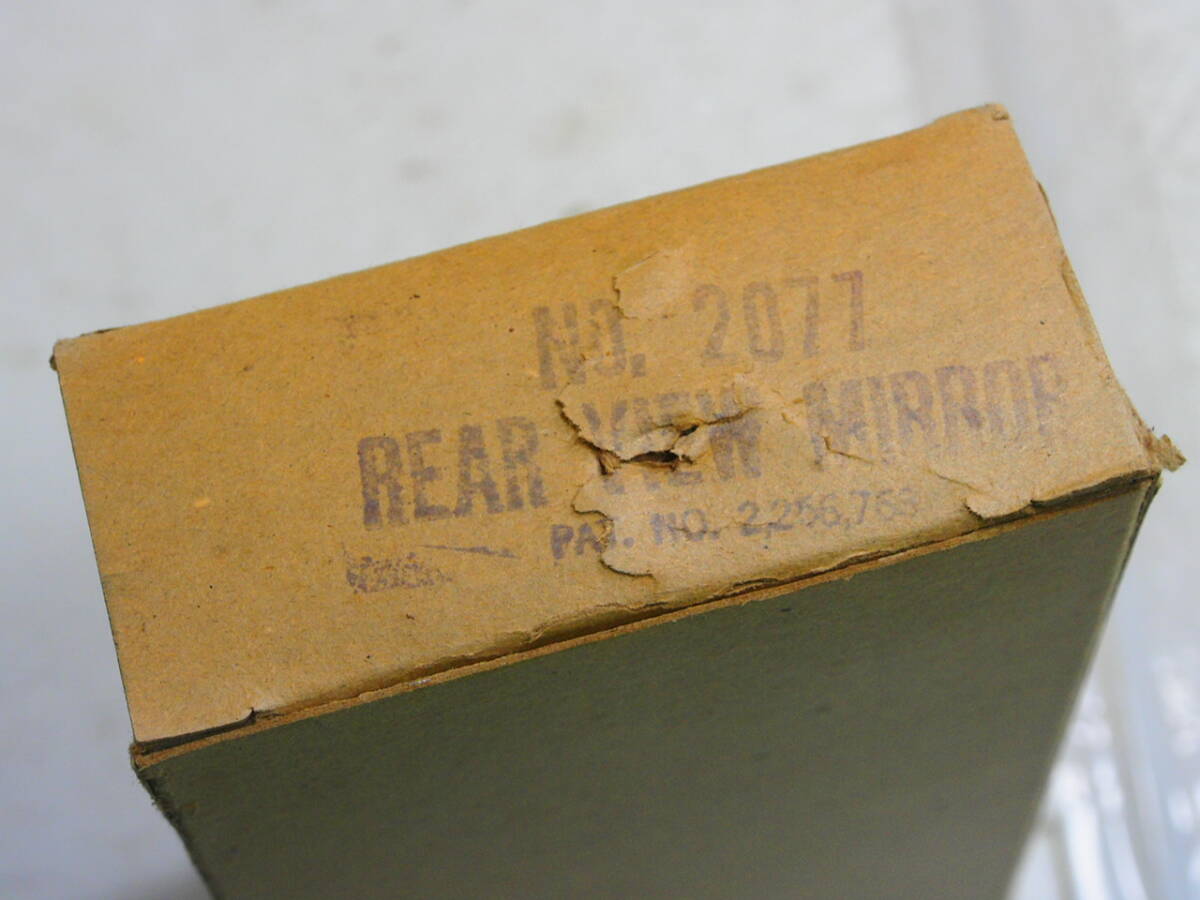 NO. 2077
REAR VIEW MIRROR
PAT. NO. 2,256,768